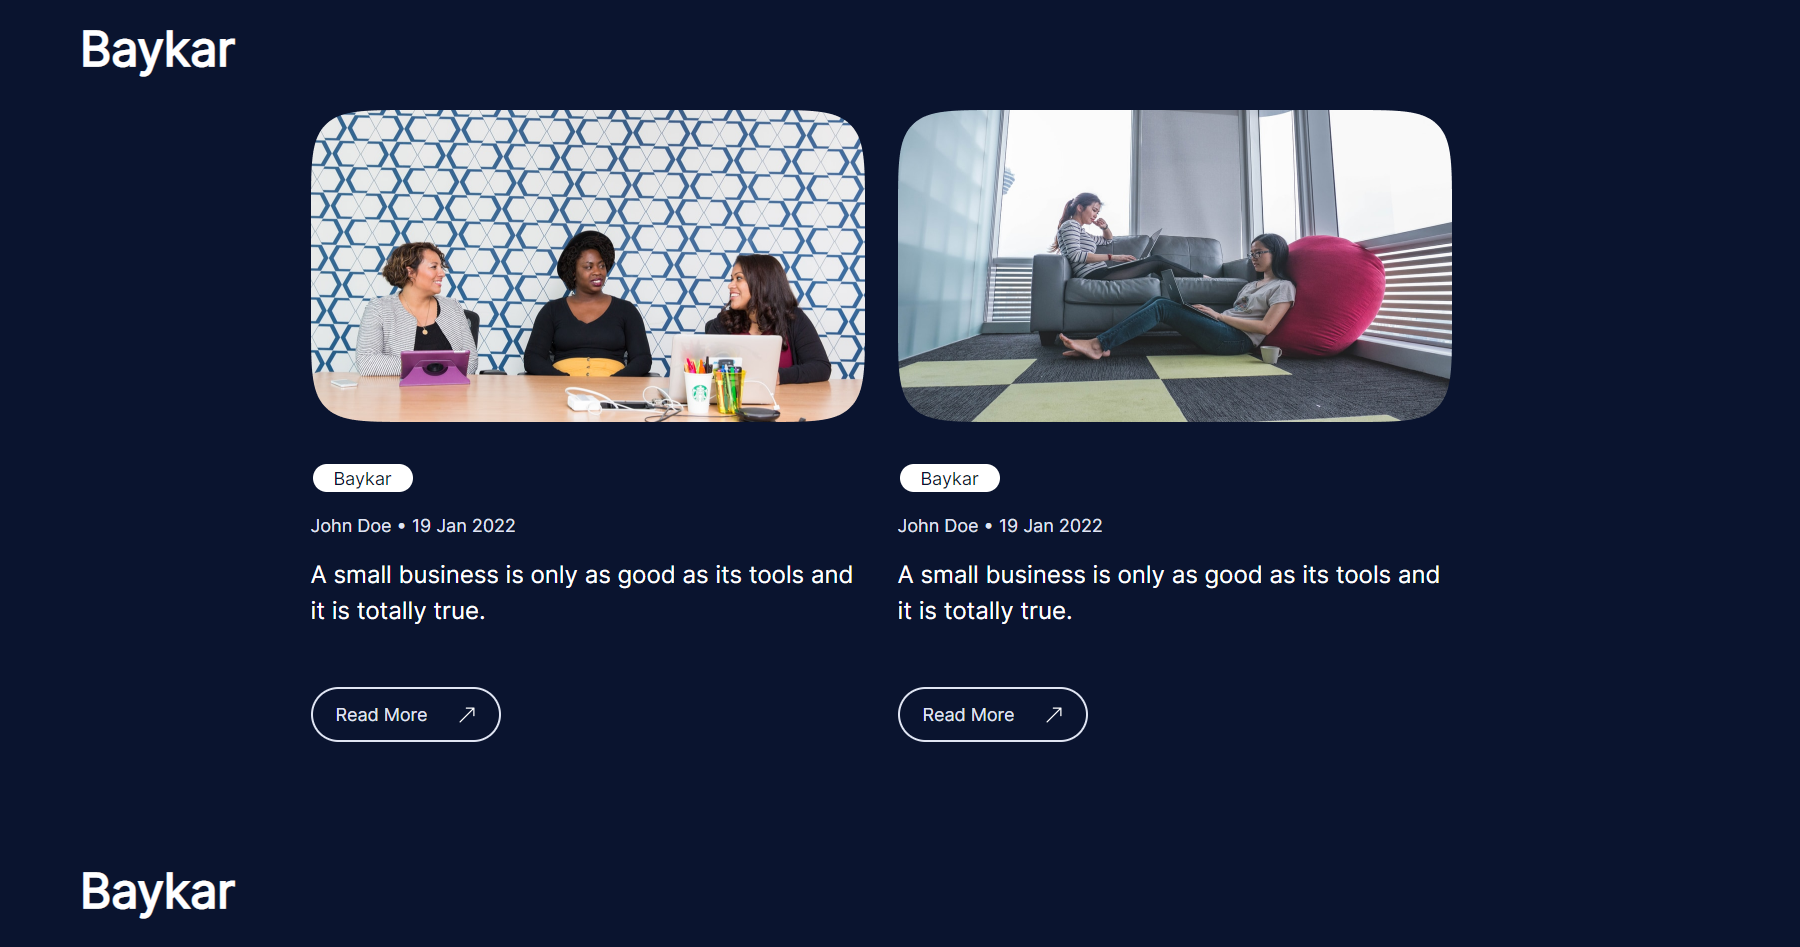 Baykar
Baykar
John Doe • 19 Jan 2022
A small business is only as good as its tools and
it is totally true.
Read More
Baykar
John Doe • 19 Jan 2022
A small business is only as good as its tools and
it is totally true.
Read More
Baykar